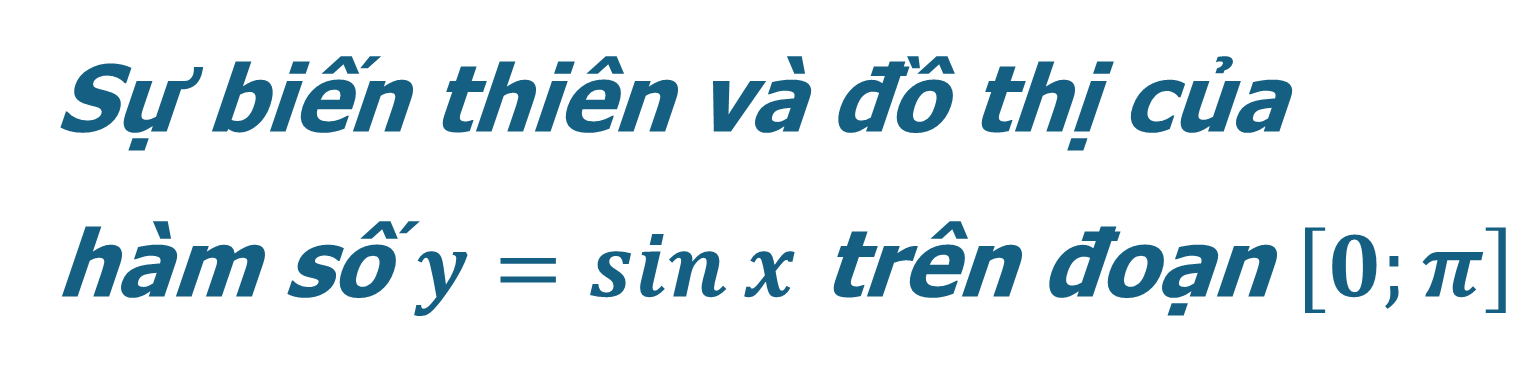 Sự biến thiên và đồ thị của
hàm số y = sin x trên đoạn [0; π]